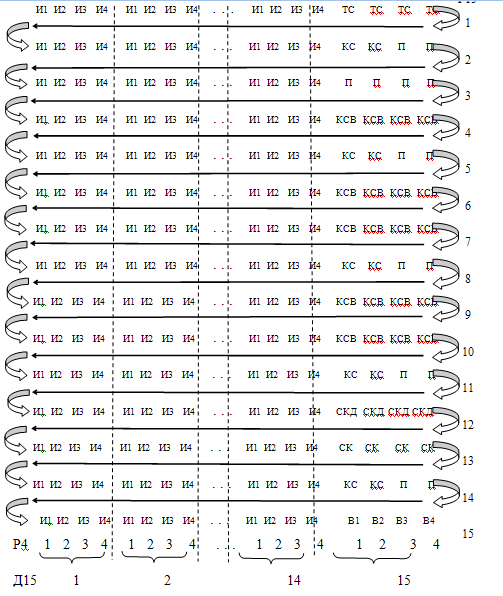 И1 И2 И3 И4 И1 И2 И3 И4 . . . И1 И2 И3 И4 ТС ТС ТС ТС
1
И1 И2 И3 И4 И1 И2 И3 И4 . . . И1 И2 И3 И4 КС КС П П
2
И1 И2 И3 И4 И1 И2 И3 И4 . . . И1 И2 И3 И4 П П П П
3
И1 И2 И3 И4 И1 И2 И3 И4 . . . И1 И2 И3 И4 КСВ КСВ КСВ КСВ
4
И1 И2 И3 И4 И1 И2 И3 И4 . . . И1 И2 И3 И4 КС КС П П
5
И1 И2 И3 И4 И1 И2 И3 И4 . . . И1 И2 И3 И4 КСВ КСВ КСВ КСВ
6
И1 И2 И3 И4 И1 И2 И3 И4 . . . И1 И2 И3 И4 КСВ КСВ КСВ КСВ
7
И1 И2 И3 И4 И1 И2 И3 И4 . . . И1 И2 И3 И4 КС КС П П
8
И1 И2 И3 И4 И1 И2 И3 И4 . . . И1 И2 И3 И4 КСВ КСВ КСВ КСВ
9
И1 И2 И3 И4 И1 И2 И3 И4 . . . И1 И2 И3 И4 КСВ КСВ КСВ КСВ
10
И1 И2 И3 И4 И1 И2 И3 И4 . . . И1 И2 И3 И4 КС КС П П
11
И1 И2 И3 И4 И1 И2 И3 И4 . . . И1 И2 И3 И4 СКД СКД СКД СКД
12
И1 И2 И3 И4 И1 И2 И3 И4 . . . И1 И2 И3 И4 СК СК СК СК
13
И1 И2 И3 И4 И1 И2 И3 И4 . . . И1 И2 И3 И4 КС КС П П
14
И1 И2 И3 И4 И1 И2 И3 И4 . . . И1 И2 И3 И4 В1 В2 В3 В4
15
Р4 1 2 3 4 1 2 3 4 . . . 1 2 3 4 1 2 3 4
Д15 1 2 14 15